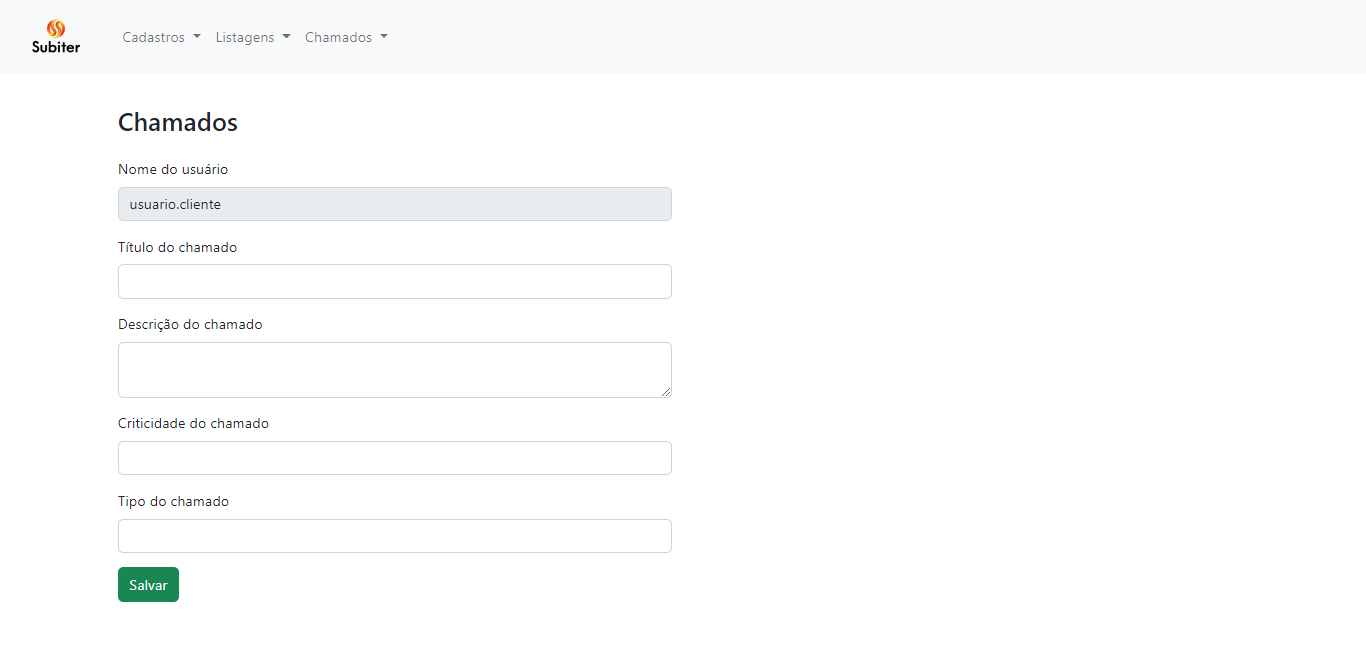 Subiter
Cadastros Listagens Chamados
Chamados
Nome do usuário
usuario.cliente
Título do chamado
Descrição do chamado
Criticidade do chamado
Tipo do chamado
Salvar